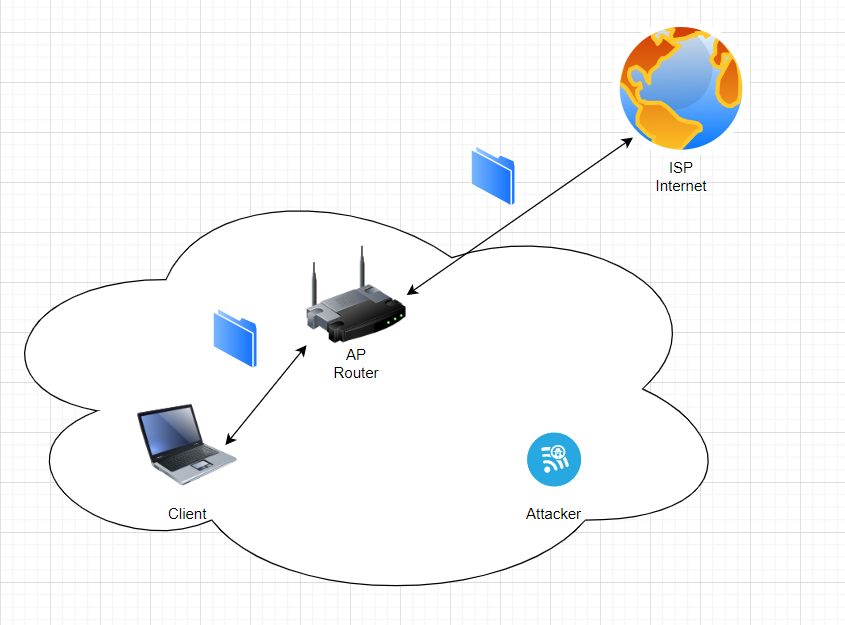 ISP
Internet
AP
Router
Client
Attacker